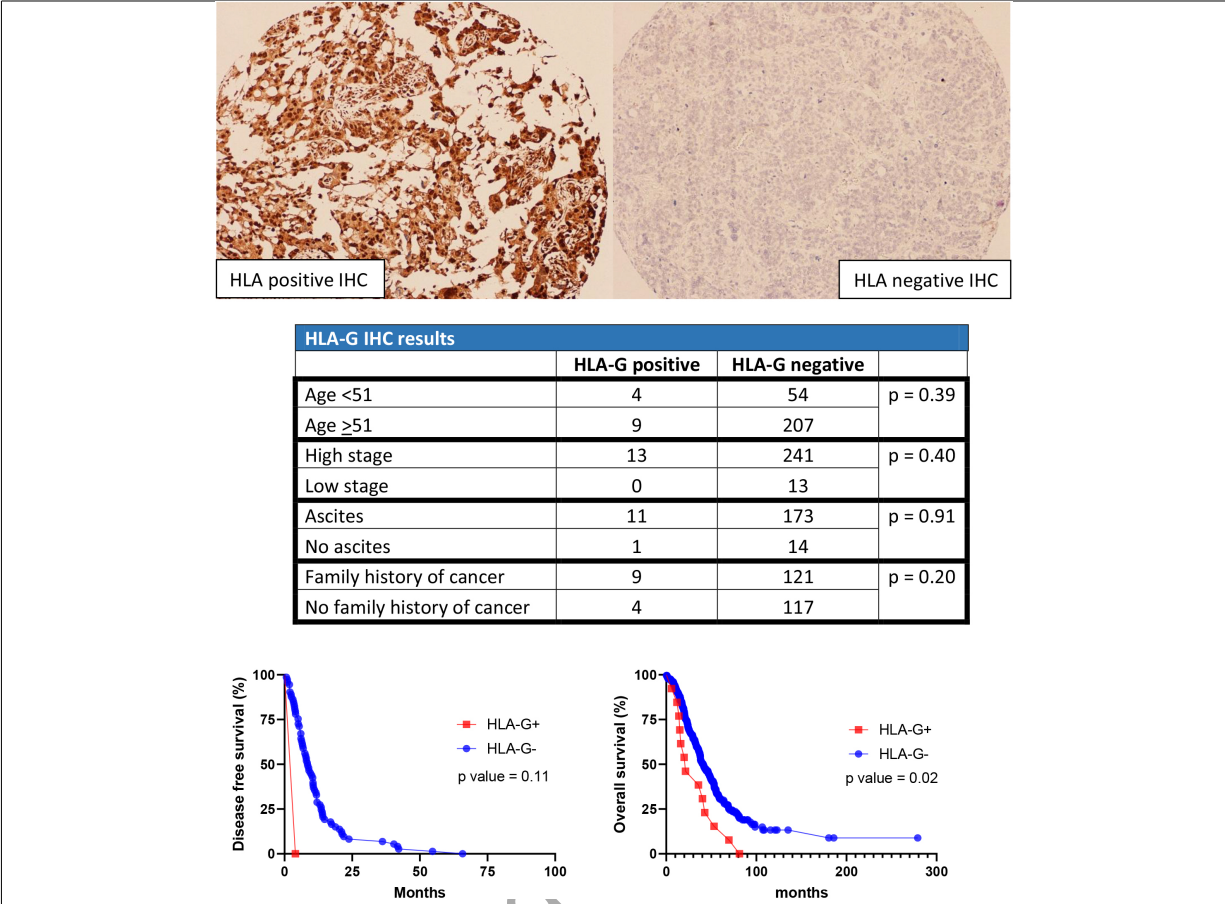 HLA positive IHC
HLA negative IHC
HLA-G IHC results
HLA-G positive HLA-G negative
Age <51 4 54 p = 0.39
Age ≥51 9 207
High stage 13 241 p = 0.40
Low stage 0 13
Ascites 11 173 p = 0.91
No ascites 1 14
Family history of cancer 9 121 p = 0.20
No family history of cancer 4 117
Disease free survival (%)
100
75
50
25
0
0 25 50 75 100
Months
HLA-G+
HLA-G-
p value = 0.11
Overall survival (%)
100
75
50
25
0
0 100 200 300
months
HLA-G+
HLA-G-
p value = 0.02